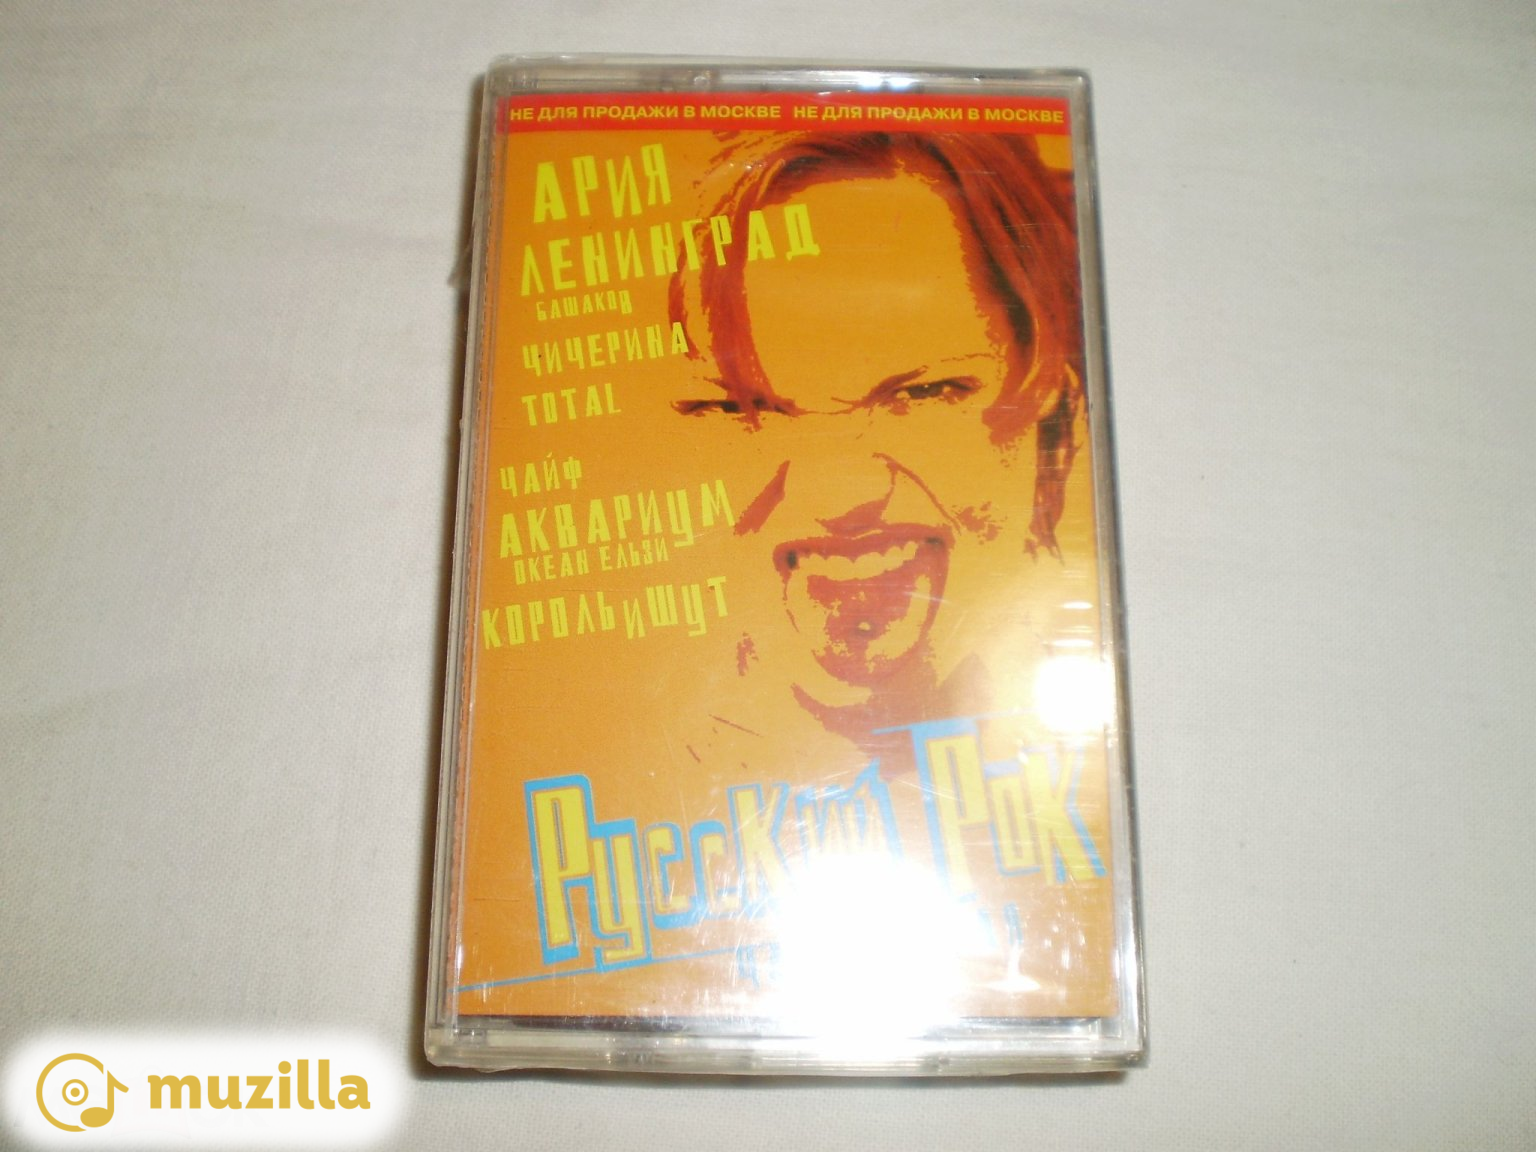 НЕ ДЛЯ ПРОДАЖИ В МОСКВЕ НЕ ДЛЯ ПРОДАЖИ В МОСКВЕ
АРИЯ
ЛЕНИНГРАД
БАШАКОВ
ЧИЧЕРИНА
TOTAL
ЧАЙФ
АКВАРИУМ
ОКЕАН ЕЛЬЗИ
КОРОЛЬ и ШУТ
Русский Рок
muzilla